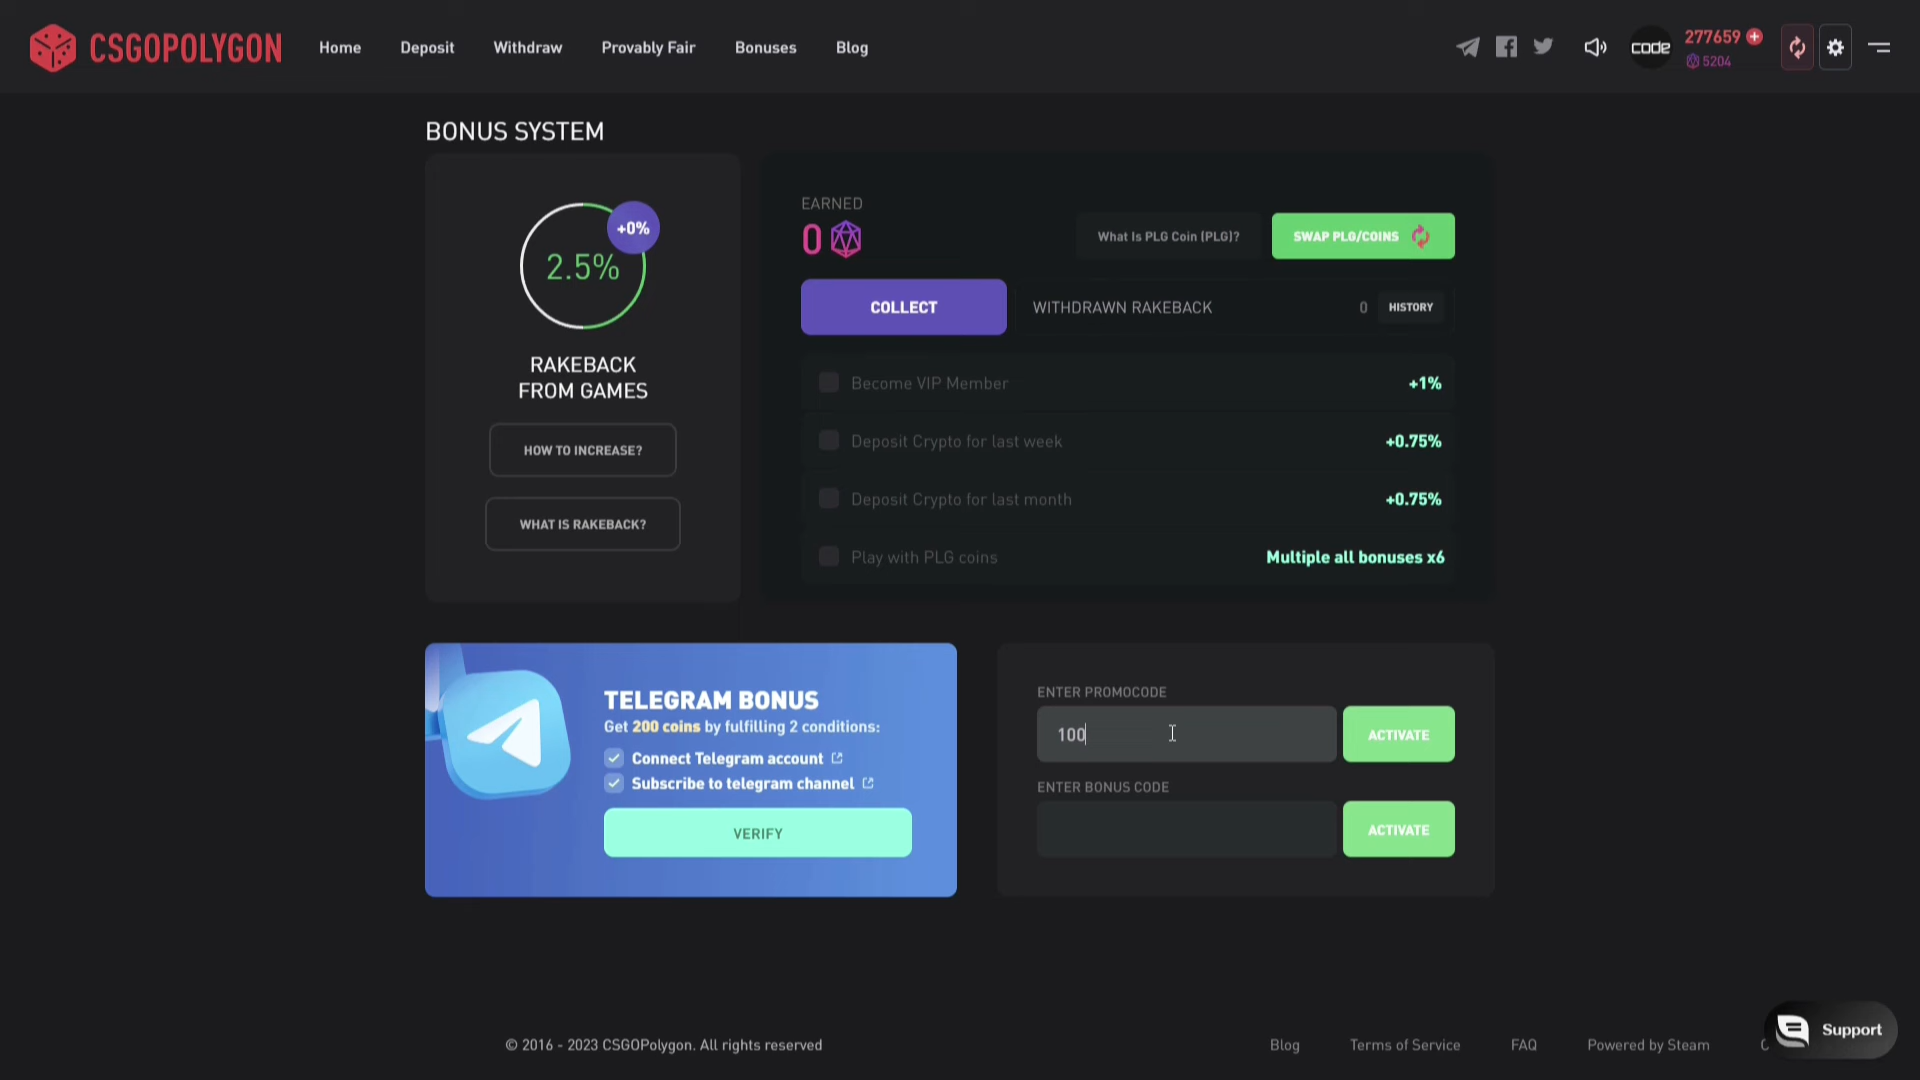 CSGOPOLYGON
Home
Deposit
Withdraw
Provably Fair
Bonuses
Blog
code
277659
5204
BONUS SYSTEM
+0%
2.5%
RAKEBACK
FROM GAMES
HOW TO INCREASE?
WHAT IS RAKEBACK?
EARNED
0
What Is PLG Coin (PLG)?
SWAP PLG/COINS
COLLECT
WITHDRAWN RAKEBACK
0
HISTORY
Become VIP Member
+1%
Deposit Crypto for last week
+0.75%
Deposit Crypto for last month
+0.75%
Play with PLG coins
Multiple all bonuses x6
TELEGRAM BONUS
Get 200 coins by fulfilling 2 conditions:
Connect Telegram account
Subscribe to telegram channel
VERIFY
ENTER PROMOCODE
100
ACTIVATE
ENTER BONUS CODE
ACTIVATE
© 2016 - 2023 CSGOPolygon. All rights reserved
Blog
Terms of Service
FAQ
Powered by Steam
Support